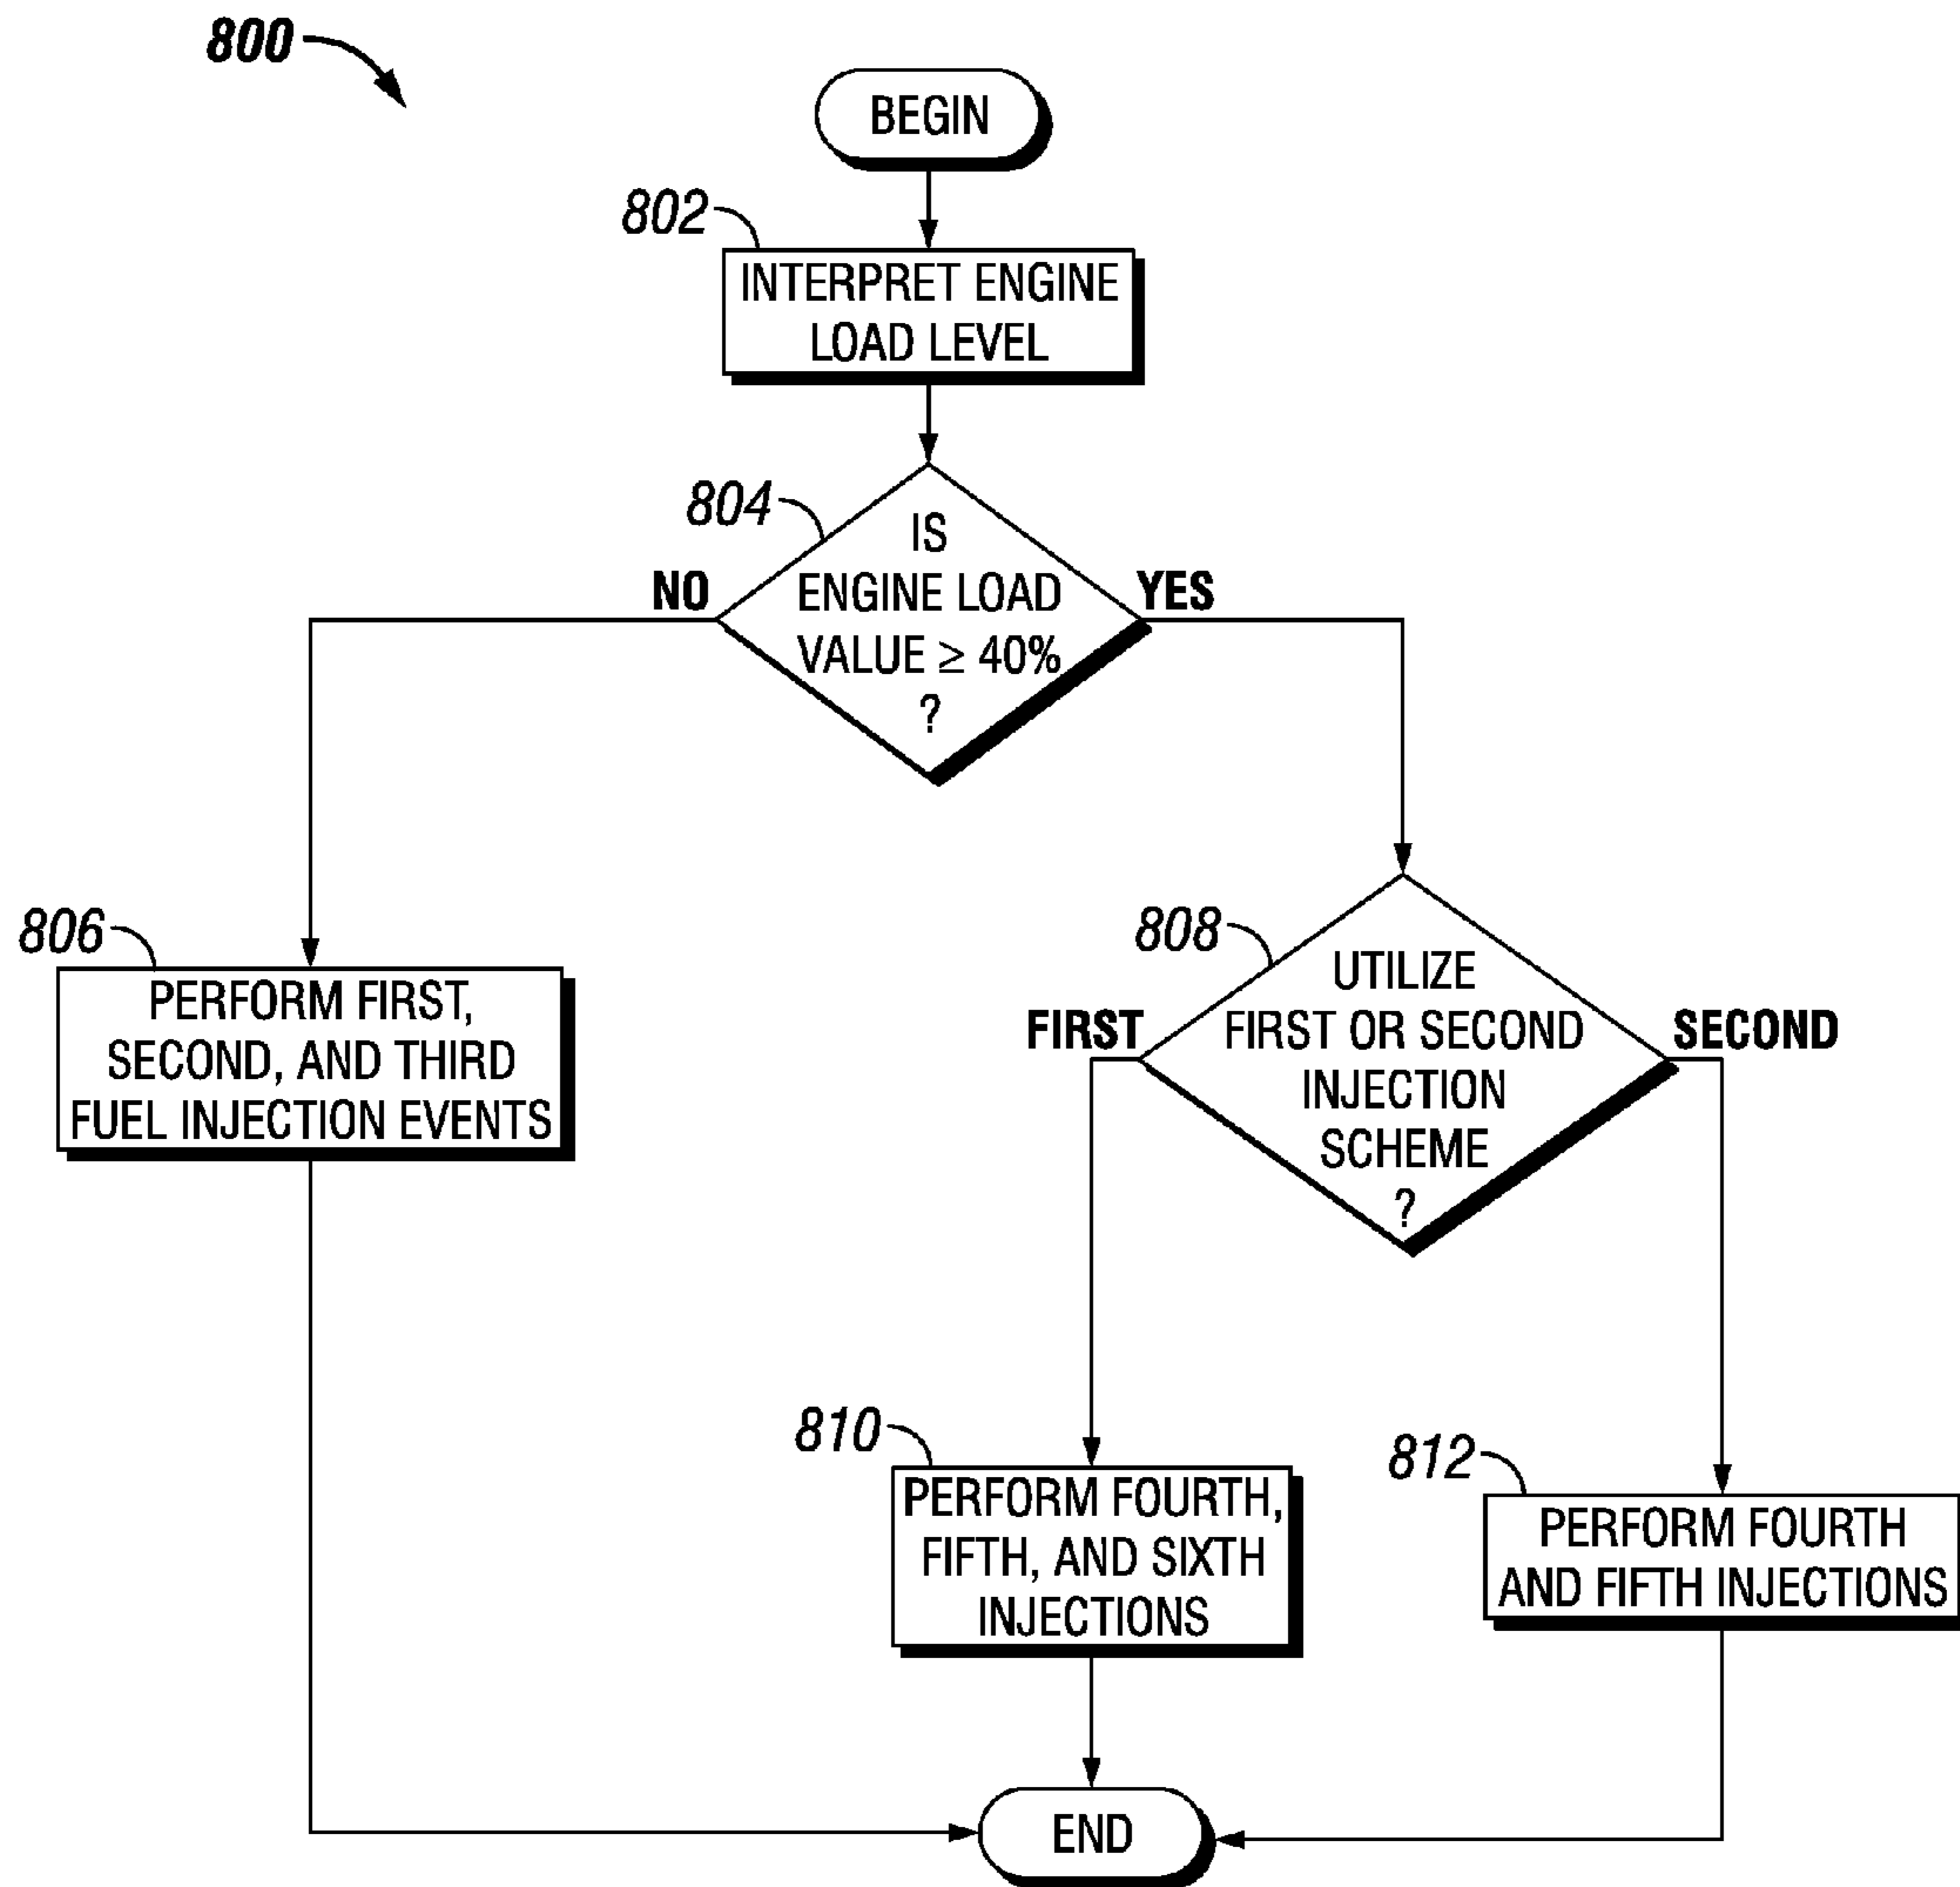 800
BEGIN
802
INTERPRET ENGINE
LOAD LEVEL
804
IS
ENGINE LOAD
VALUE ≥ 40%
?
NO
YES
806
PERFORM FIRST,
SECOND, AND THIRD
FUEL INJECTION EVENTS
808
UTILIZE
FIRST OR SECOND
INJECTION
SCHEME
?
FIRST
SECOND
810
PERFORM FOURTH,
FIFTH, AND SIXTH
INJECTIONS
812
PERFORM FOURTH
AND FIFTH INJECTIONS
END